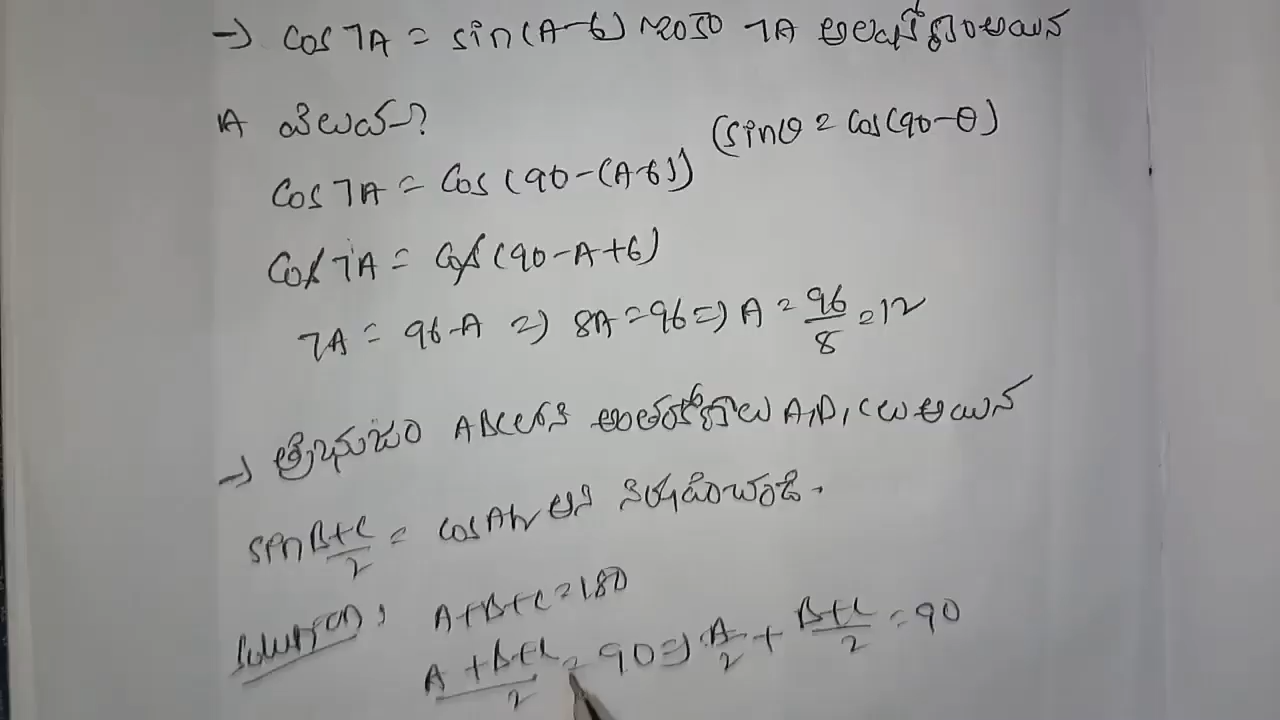 → cos 7A = sin(A-6) మరియు 7A అల్పకోణం అయిన
A విలువ?
cos 7A = cos (90-(A-6)) (sinθ = cos(90-θ)
cos 7A = cos (90-A+6)
7A = 96-A ⇒ 8A = 96 ⇒ A = 96/8 = 12
→ త్రిభుజం ABC అంతరకోణాలు A, B, C లు అయిన
sin B+C/2 = cos A/2 అని నిరూపించండి.
Solution: A+B+C = 180
A+B+C/2 = 90 ⇒ A/2 + B+C/2 = 90